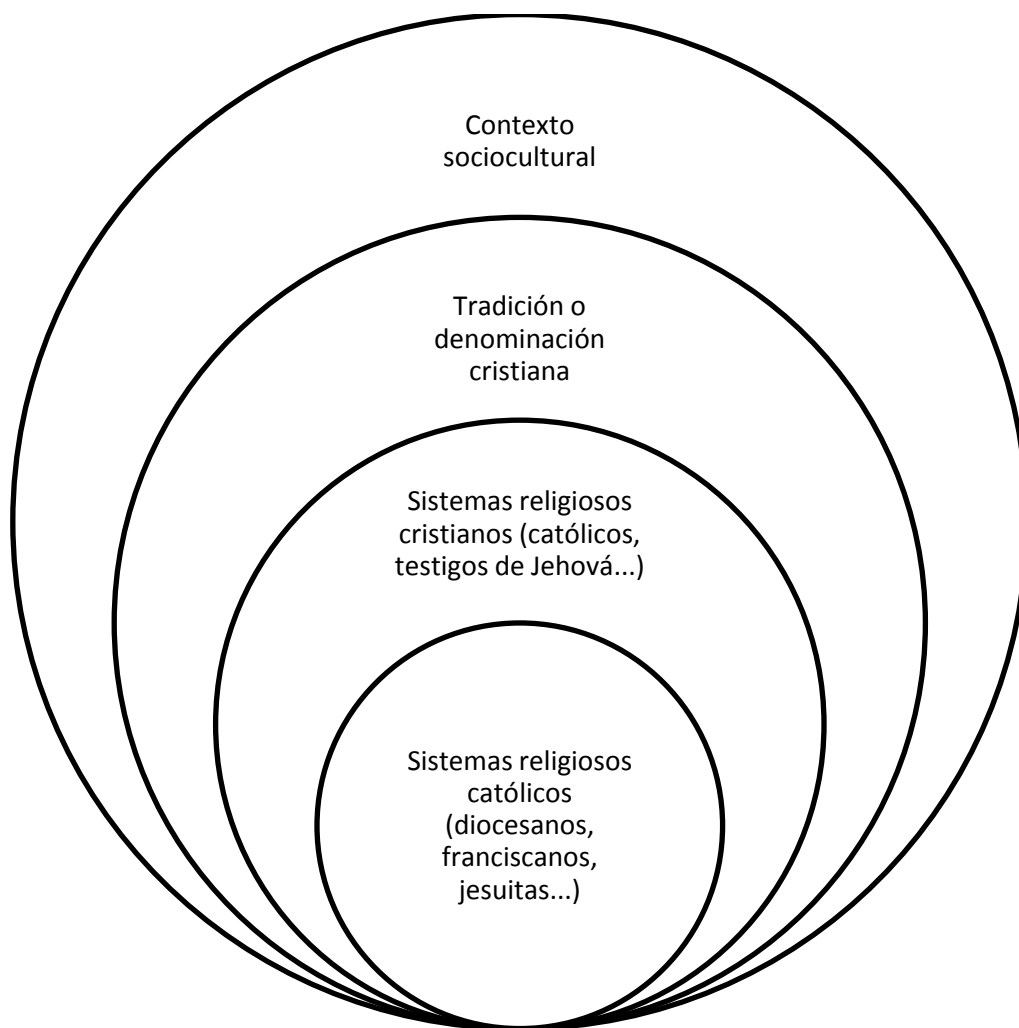 Contexto
sociocultural
Tradición o
denominación
cristiana
Sistemas religiosos
cristianos (católicos,
testigos de Jehová...)
Sistemas religiosos
católicos
(diocesanos,
franciscanos,
jesuitas...)